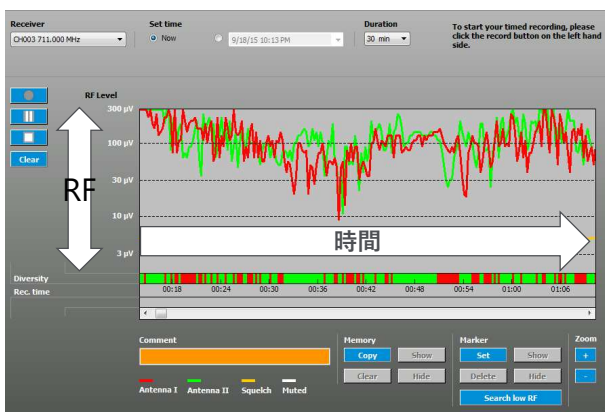 Receiver
CH003 711.000 MHz
Set time
Now
9/18/15 10:13 PM
Duration
30 min
To start your timed recording, please
click the record button on the left hand
side.
Clear
RF Level
300 μV
100 μV
30 μV
10 μV
3 μV
RF
時間
Diversity
Rec. time
00:18 00:24 00:30 00:36 00:42 00:48 00:54 01:00 01:06
Comment
Antenna I Antenna II Squelch Muted
Memory
Copy Show
Clear Hide
Marker
Set Show
Delete Hide
Search low RF
Zoom
+
-